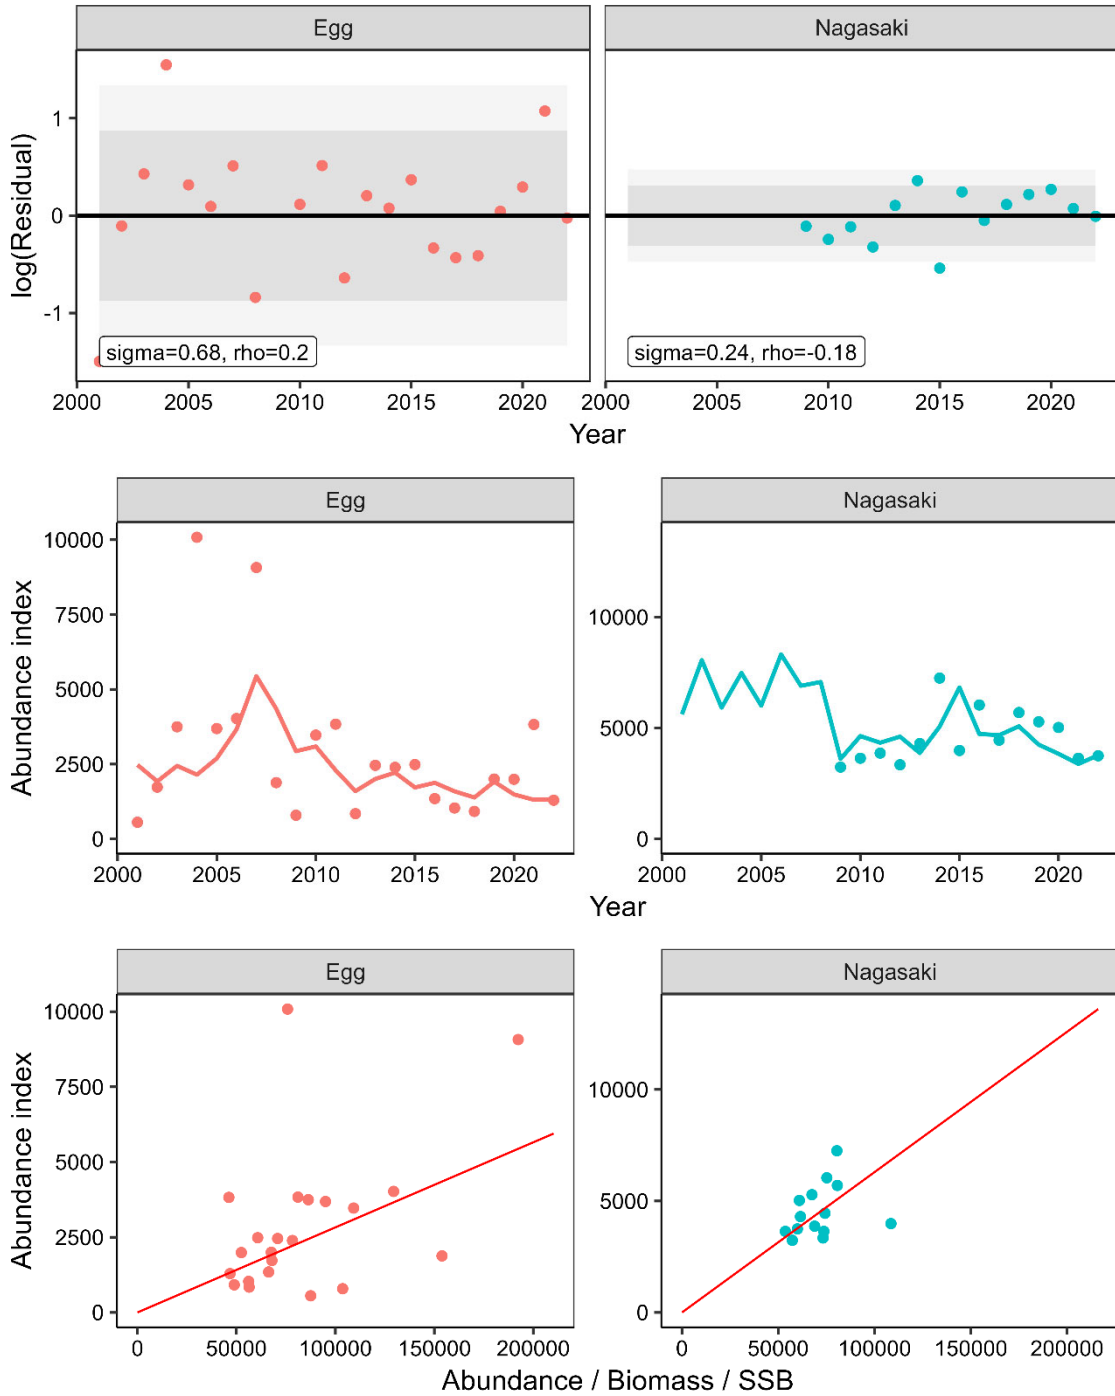 Egg
Nagasaki
log(Residual)
1
0
-1
sigma=0.68, rho=0.2
sigma=0.24, rho=-0.18
2000 2005 2010 2015 2020 2000 2005 2010 2015 2020
Year
Egg
Nagasaki
Abundance index
10000
7500
5000
2500
0
10000
5000
0
2000 2005 2010 2015 2020 2000 2005 2010 2015 2020
Year
Egg
Nagasaki
Abundance index
10000
7500
5000
2500
0
10000
5000
0
0 50000 100000 150000 200000 0 50000 100000 150000 200000
Abundance / Biomass / SSB